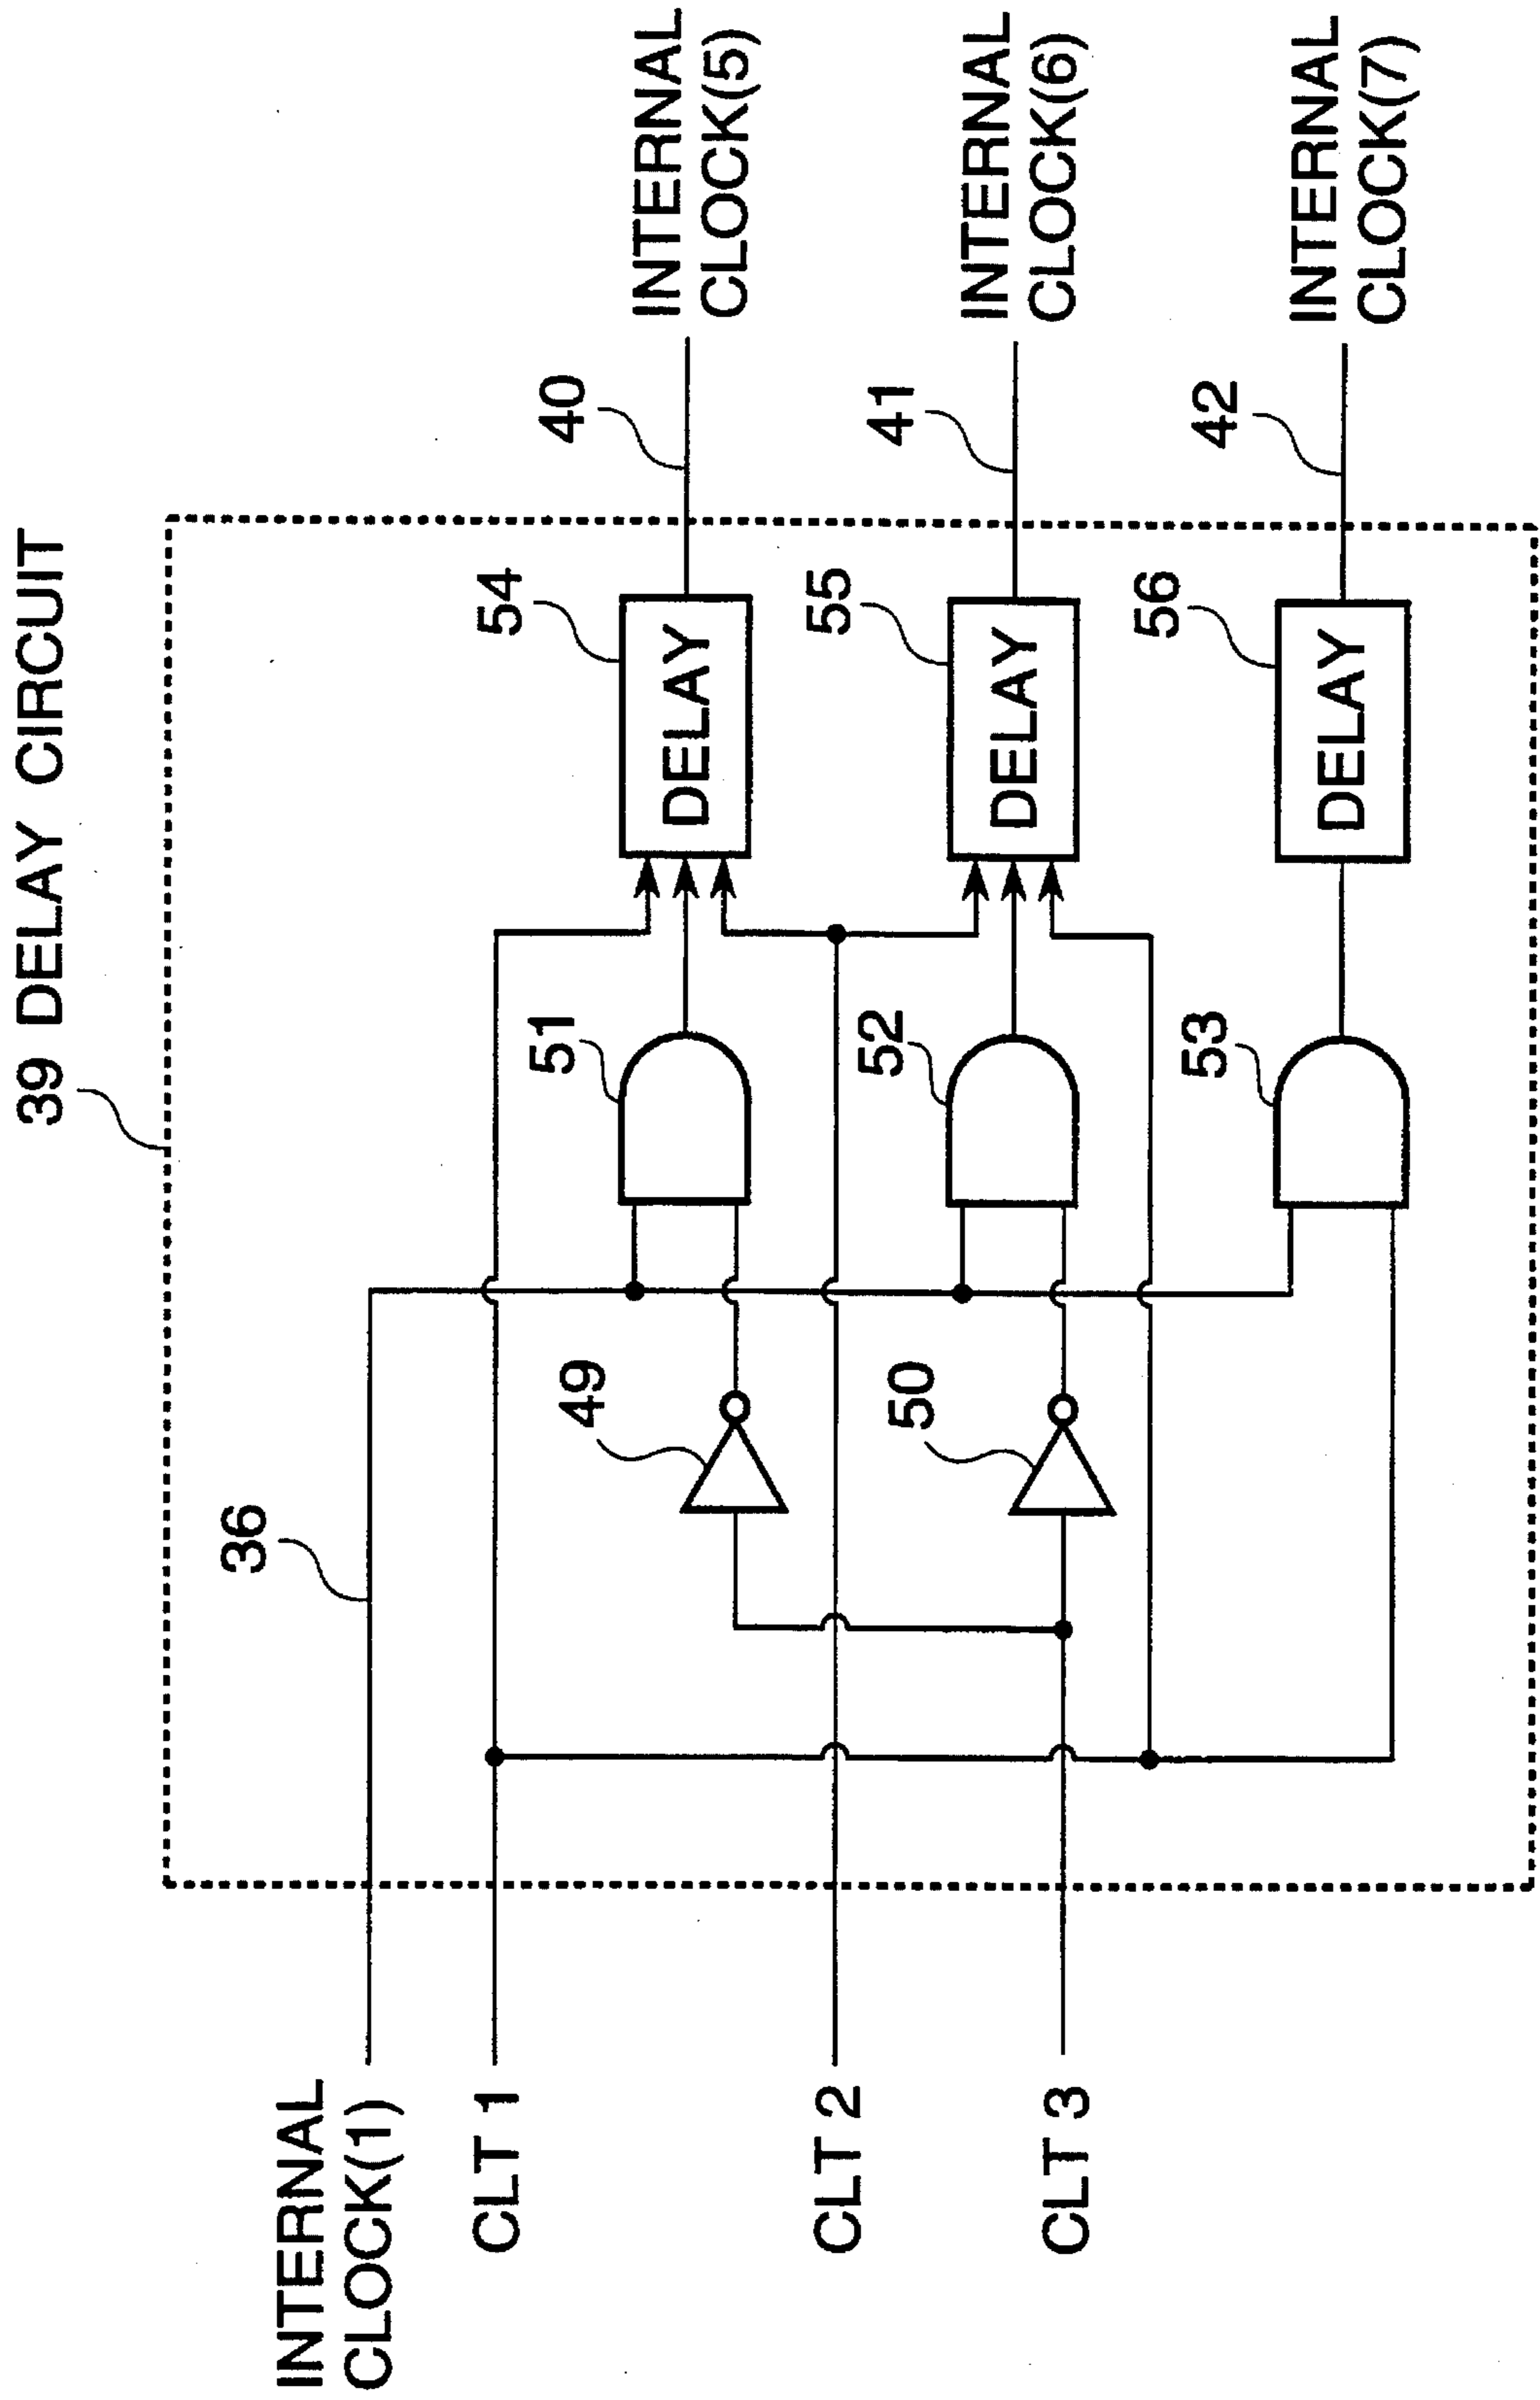 39 DELAY CIRCUIT
INTERNAL
CLOCK(1)
36
CLT 1
CLT 2
CLT 3
49
50
51
52
53
54
DELAY
55
DELAY
56
DELAY
40
INTERNAL
CLOCK(5)
41
INTERNAL
CLOCK(6)
42
INTERNAL
CLOCK(7)